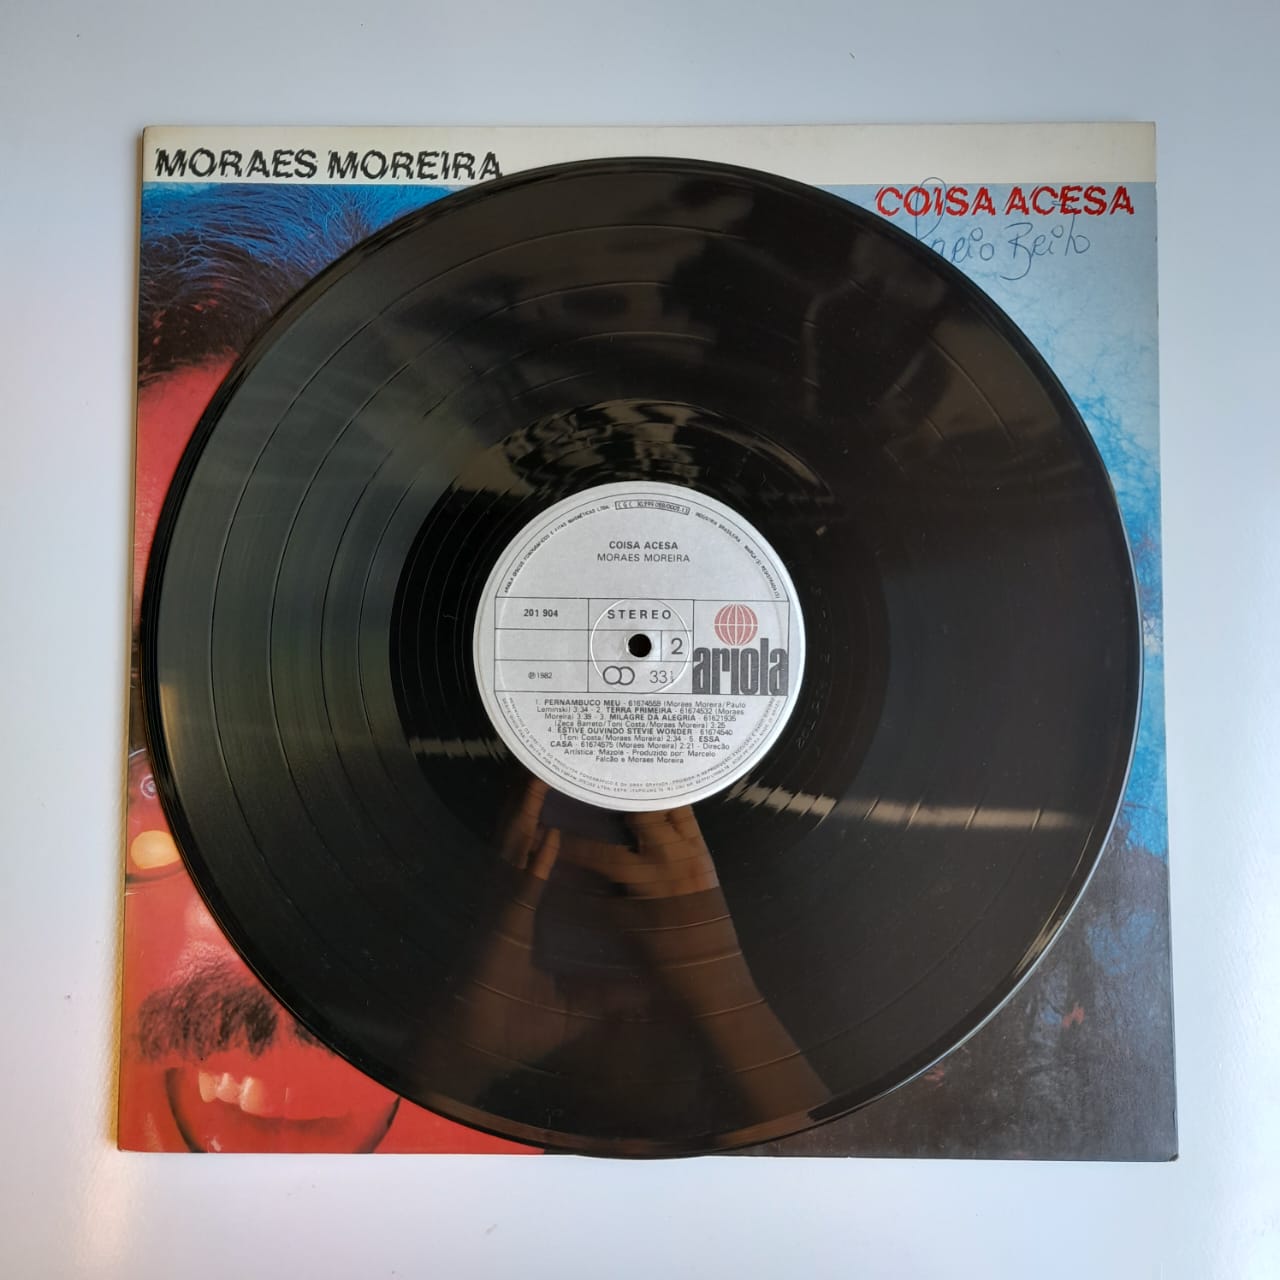 MORAES MOREIRA
COISA ACESA
COISA ACESA
MORAES MOREIRA
201 904
STEREO
2
℗ 1982
33
ariola
1. PERNAMBUCO MEU - 61674559 (Moraes Moreira/Paulo
Leminski) 3:34 - 2. TERRA PRIMEIRA - 61674532 (Moraes
Moreira) 3:39 - 3. MILAGRE DA ALEGRIA - 61621935
(Zeca Barreto/Toni Costa/Moraes Moreira) 3:25
4. ESTIVE OUVINDO STEVIE WONDER - 61674540
(Toni Costa/Moraes Moreira) 2:34 - 5. ESSA
CASA - 61674575 (Moraes Moreira) 2:21 - Direção
Artística: Mazola - Produzido por: Marcelo
Falcão e Moraes Moreira